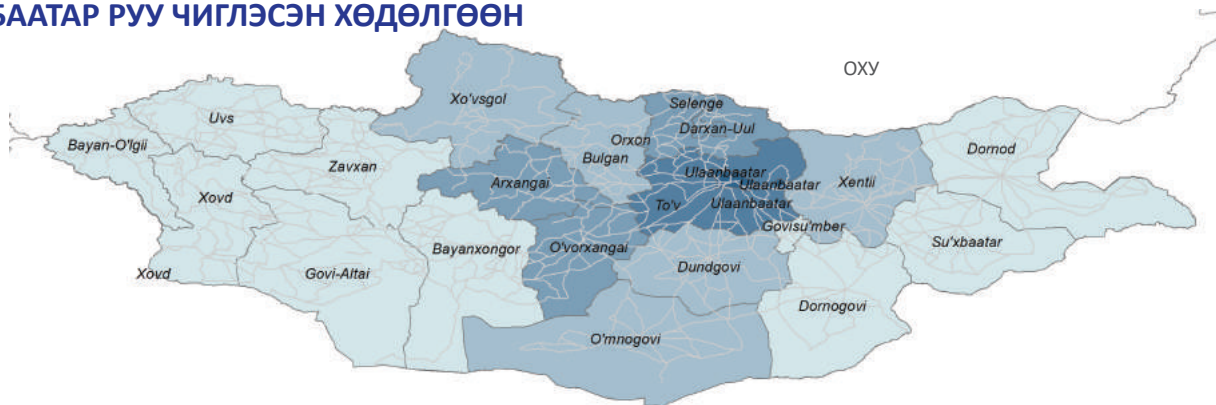 БААТАР РУУ ЧИГЛЭСЭН ХӨДӨЛГӨӨН
ОХУ
Xo'vsgol
Selenge
Uvs
Darxan-Uul
Orxon
Bayan-O'lgii
Dornod
Bulgan
Zavxan
Ulaanbaatar
Arxangai
Ulaanbaatar
Xentii
Xovd
To'v
Ulaanbaatar
Govisu'mber
Su'xbaatar
Bayanxongor
O'vorxangai
Dundgovi
Xovd
Govi-Altai
Dornogovi
O'mnogovi